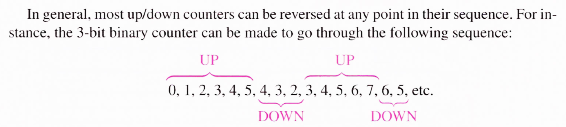 In general, most up/down counters can be reversed at any point in their sequence. For in-
stance, the 3-bit binary counter can be made to go through the following sequence:
UP UP
0, 1, 2, 3, 4, 5, 4, 3, 2, 3, 4, 5, 6, 7, 6, 5, etc.
DOWN DOWN